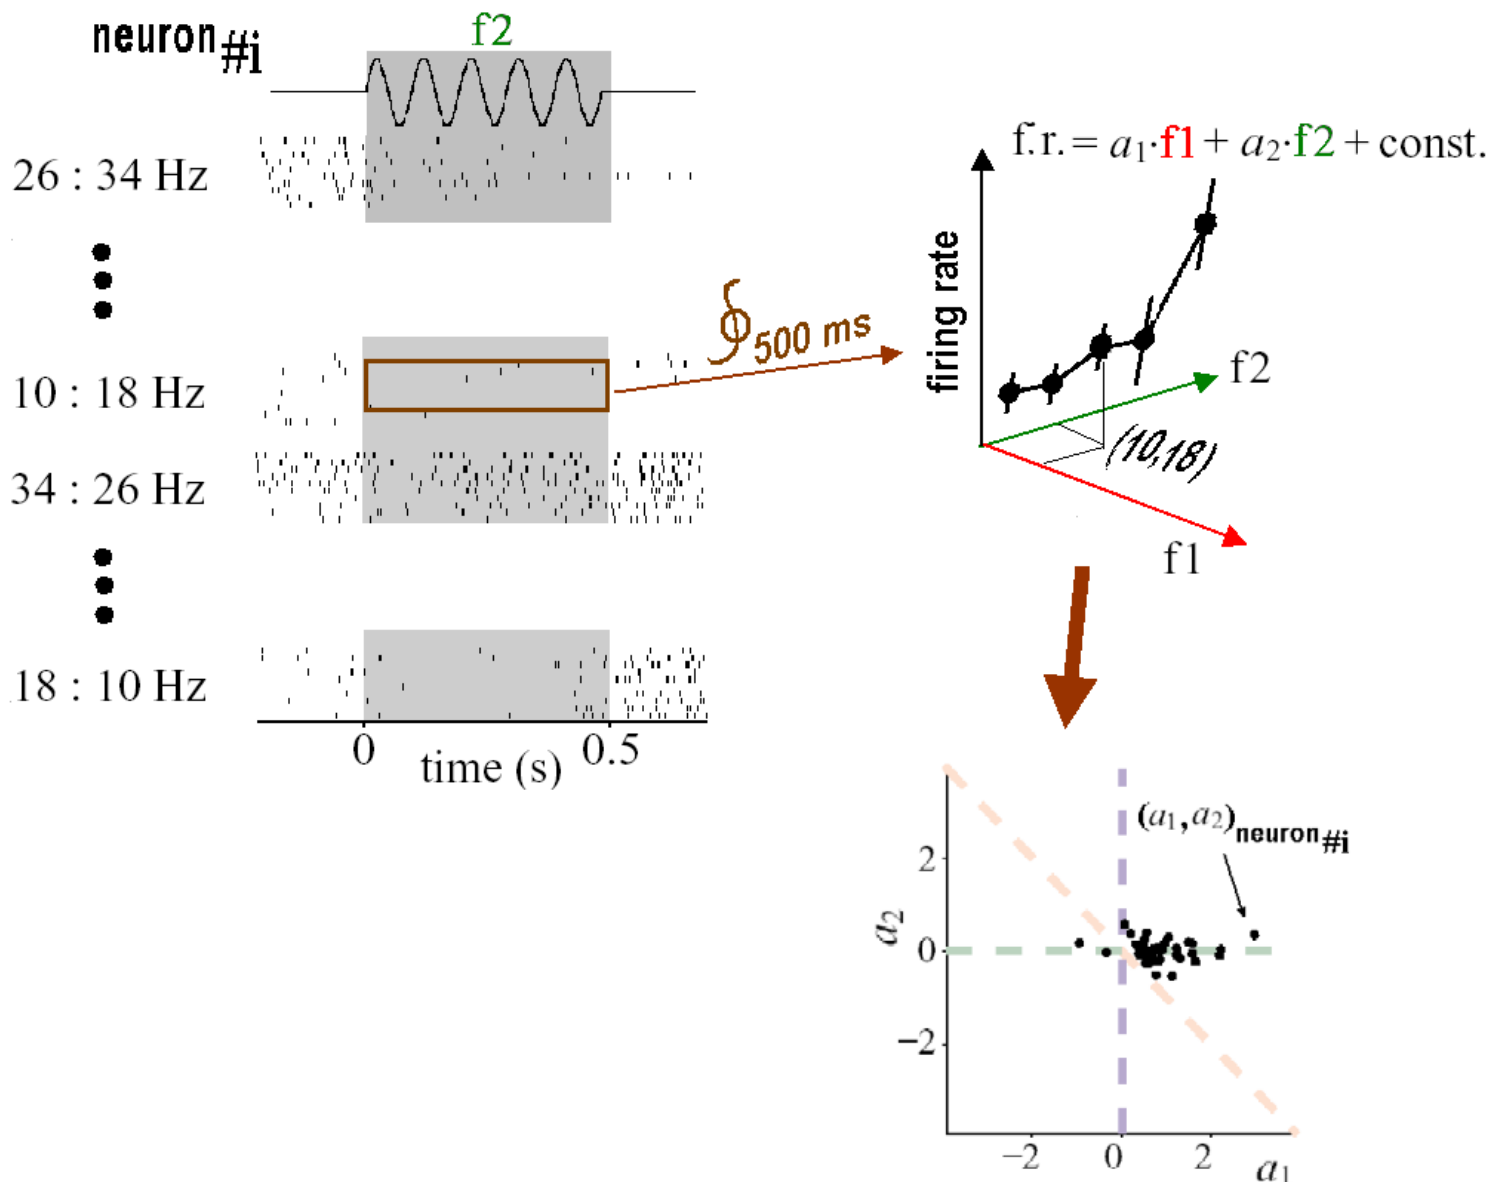 neuron #i
f2
26 : 34 Hz
10 : 18 Hz
34 : 26 Hz
18 : 10 Hz
0
0.5
time (s)
∮500 ms
f.r. = a1·f1 + a2·f2 + const.
firing rate
f2
(10,18)
f1
(a1,a2)neuron #i
2
0
−2
a2
−2
0
2
a1